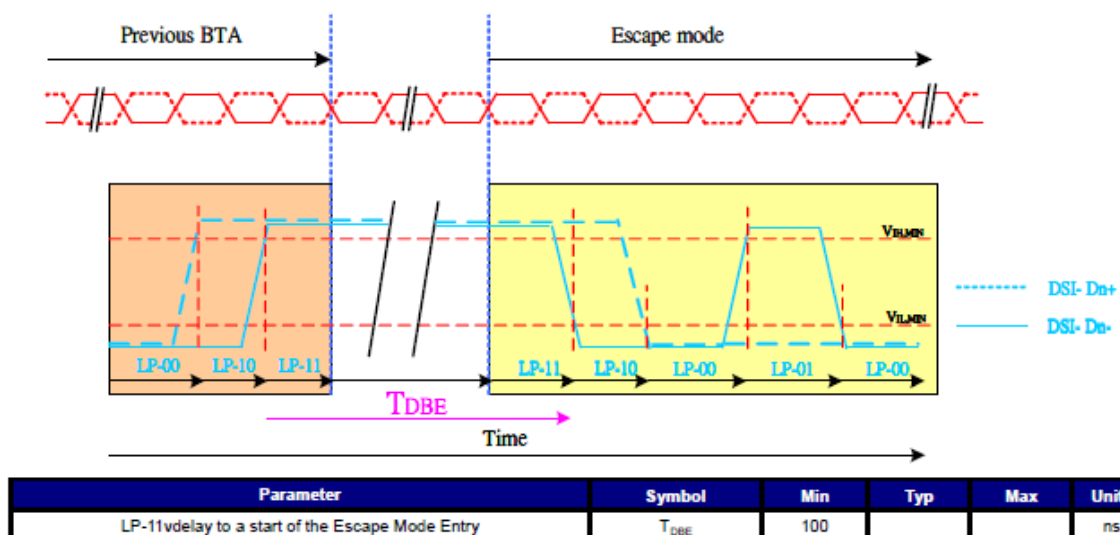 Previous BTA
Escape mode
VIH,MIN
VIL,MIN
DSI- Dn+
DSI- Dn-
LP-00 LP-10 LP-11 LP-11 LP-10 LP-00 LP-01 LP-00
TDBE
Time
Parameter Symbol Min Typ Max Unit
LP-11vdelay to a start of the Escape Mode Entry TDBE 100 ns